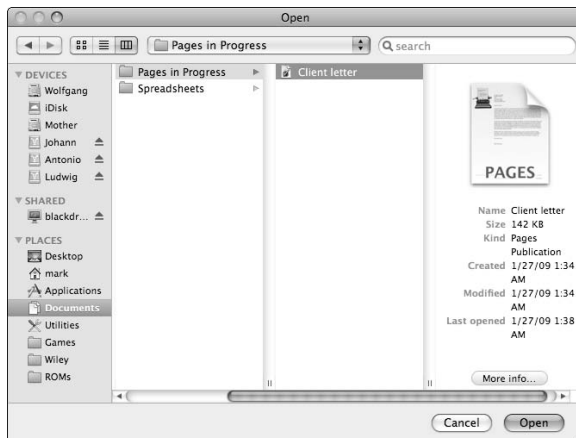 Open
Pages in Progress
search
DEVICES
Wolfgang
iDisk
Mother
Johann
Antonio
Ludwig
SHARED
blackdr...
PLACES
Desktop
mark
Applications
Documents
Utilities
Games
Wiley
ROMs
Pages in Progress
Spreadsheets
Client letter
PAGES
Name Client letter
Size 142 KB
Kind Pages
Publication
Created 1/27/09 1:34
AM
Modified 1/27/09 1:34
AM
Last opened 1/27/09 1:38
AM
More info...
Cancel
Open